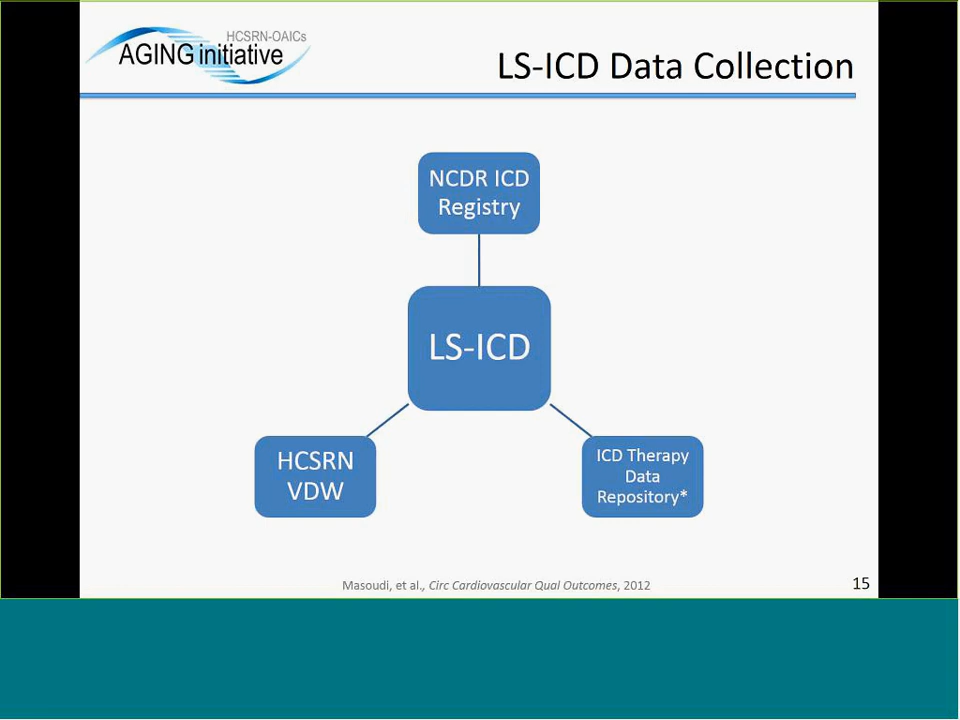 HCSRN-OAICs
AGING initiative
LS-ICD Data Collection
NCDR ICD
Registry
LS-ICD
HCSRN
VDW
ICD Therapy
Data
Repository*
Masoudi, et al., Circ Cardiovascular Qual Outcomes, 2012
15